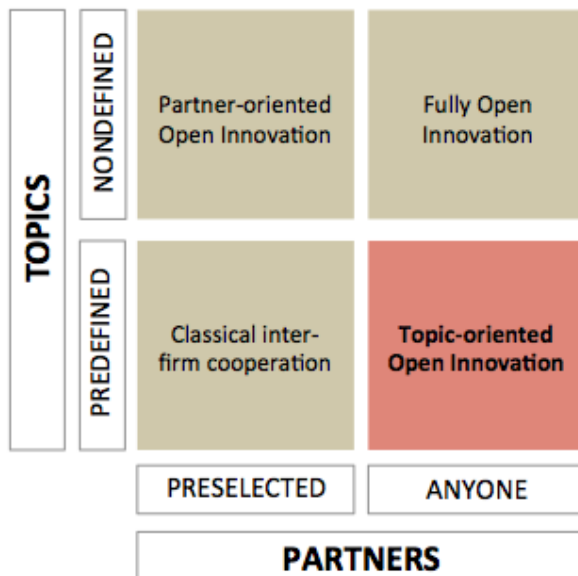 TOPICS
NONDEFINED
Partner-oriented
Open Innovation
Fully Open
Innovation
PREDEFINED
Classical inter-
firm cooperation
Topic-oriented
Open Innovation
PRESELECTED
ANYONE
PARTNERS